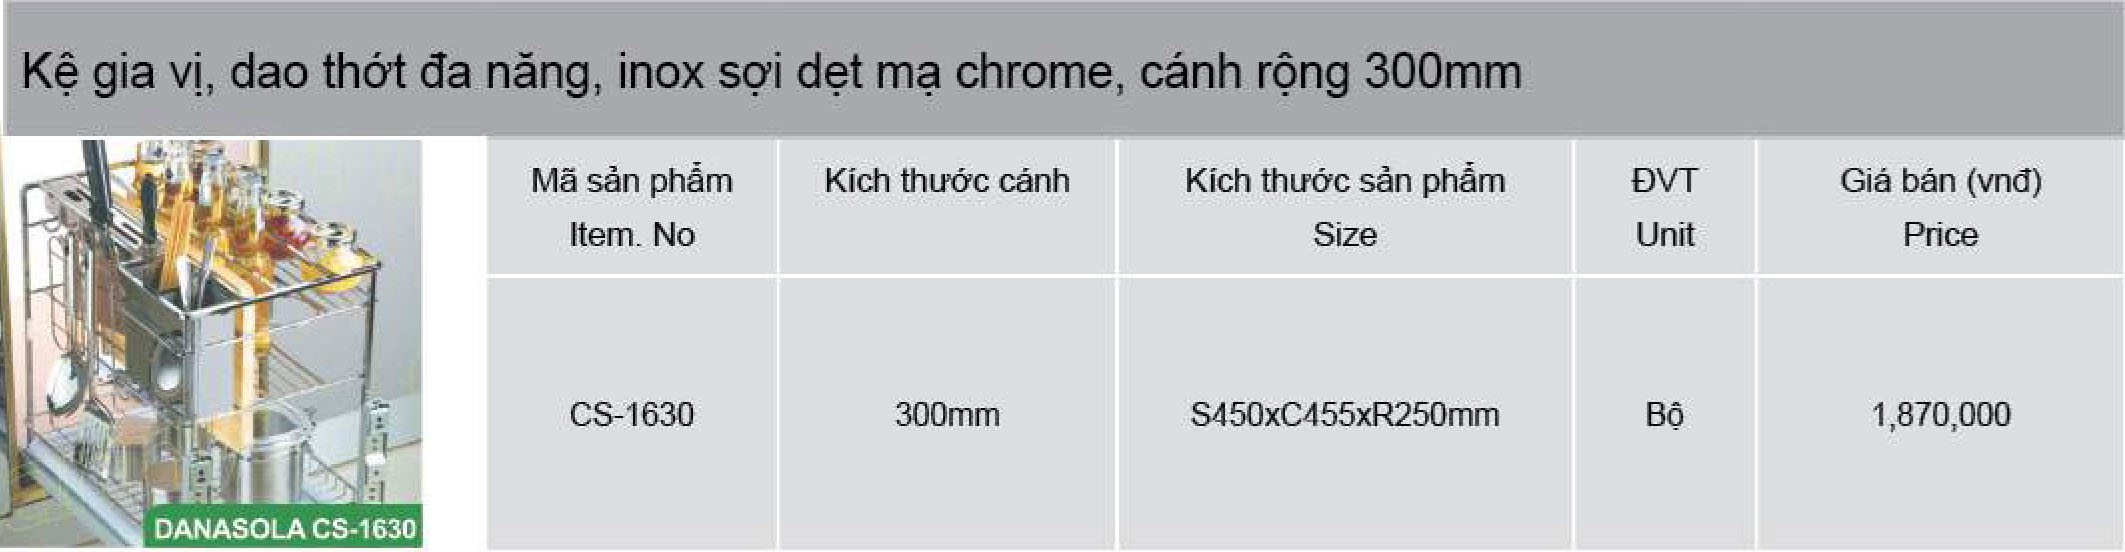 Kệ gia vị, dao thớt đa năng, inox sợi dẹt mạ chrome, cánh rộng 300mm
Mã sản phẩm Kích thước cánh Kích thước sản phẩm ĐVT Giá bán (vnđ)
Item. No Size Unit Price
CS-1630 300mm S450xC455xR250mm Bộ 1,870,000
DANASOLA CS-1630